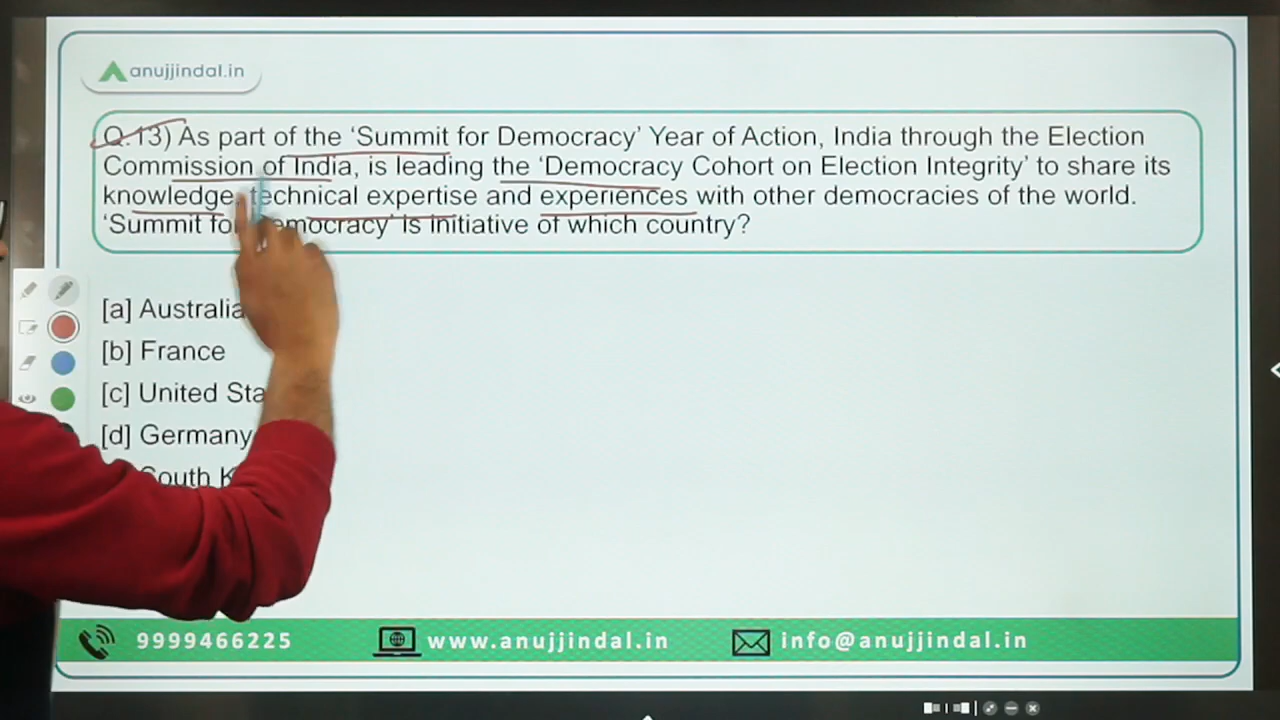 anujjindal.in
Q.13) As part of the ‘Summit for Democracy’ Year of Action, India through the Election
Commission of India, is leading the ‘Democracy Cohort on Election Integrity’ to share its
knowledge, technical expertise and experiences with other democracies of the world.
‘Summit for Democracy’ is initiative of which country?
[a] Australia
[b] France
[c] United
[d] Germany
South
9999466225 www.anujjindal.in info@anujjindal.in